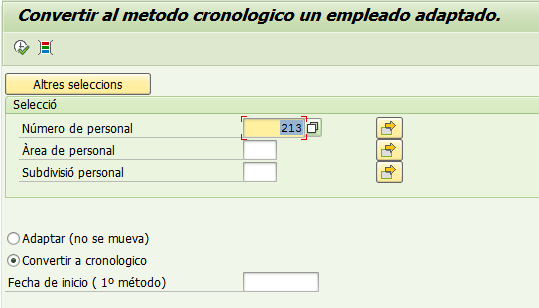 Convertir al metodo cronologico un empleado adaptado.
Altres seleccions
Selecció
Número de personal 213
Àrea de personal
Subdivisió personal
Adaptar (no se mueva)
Convertir a cronologico
Fecha de inicio ( 1º método)